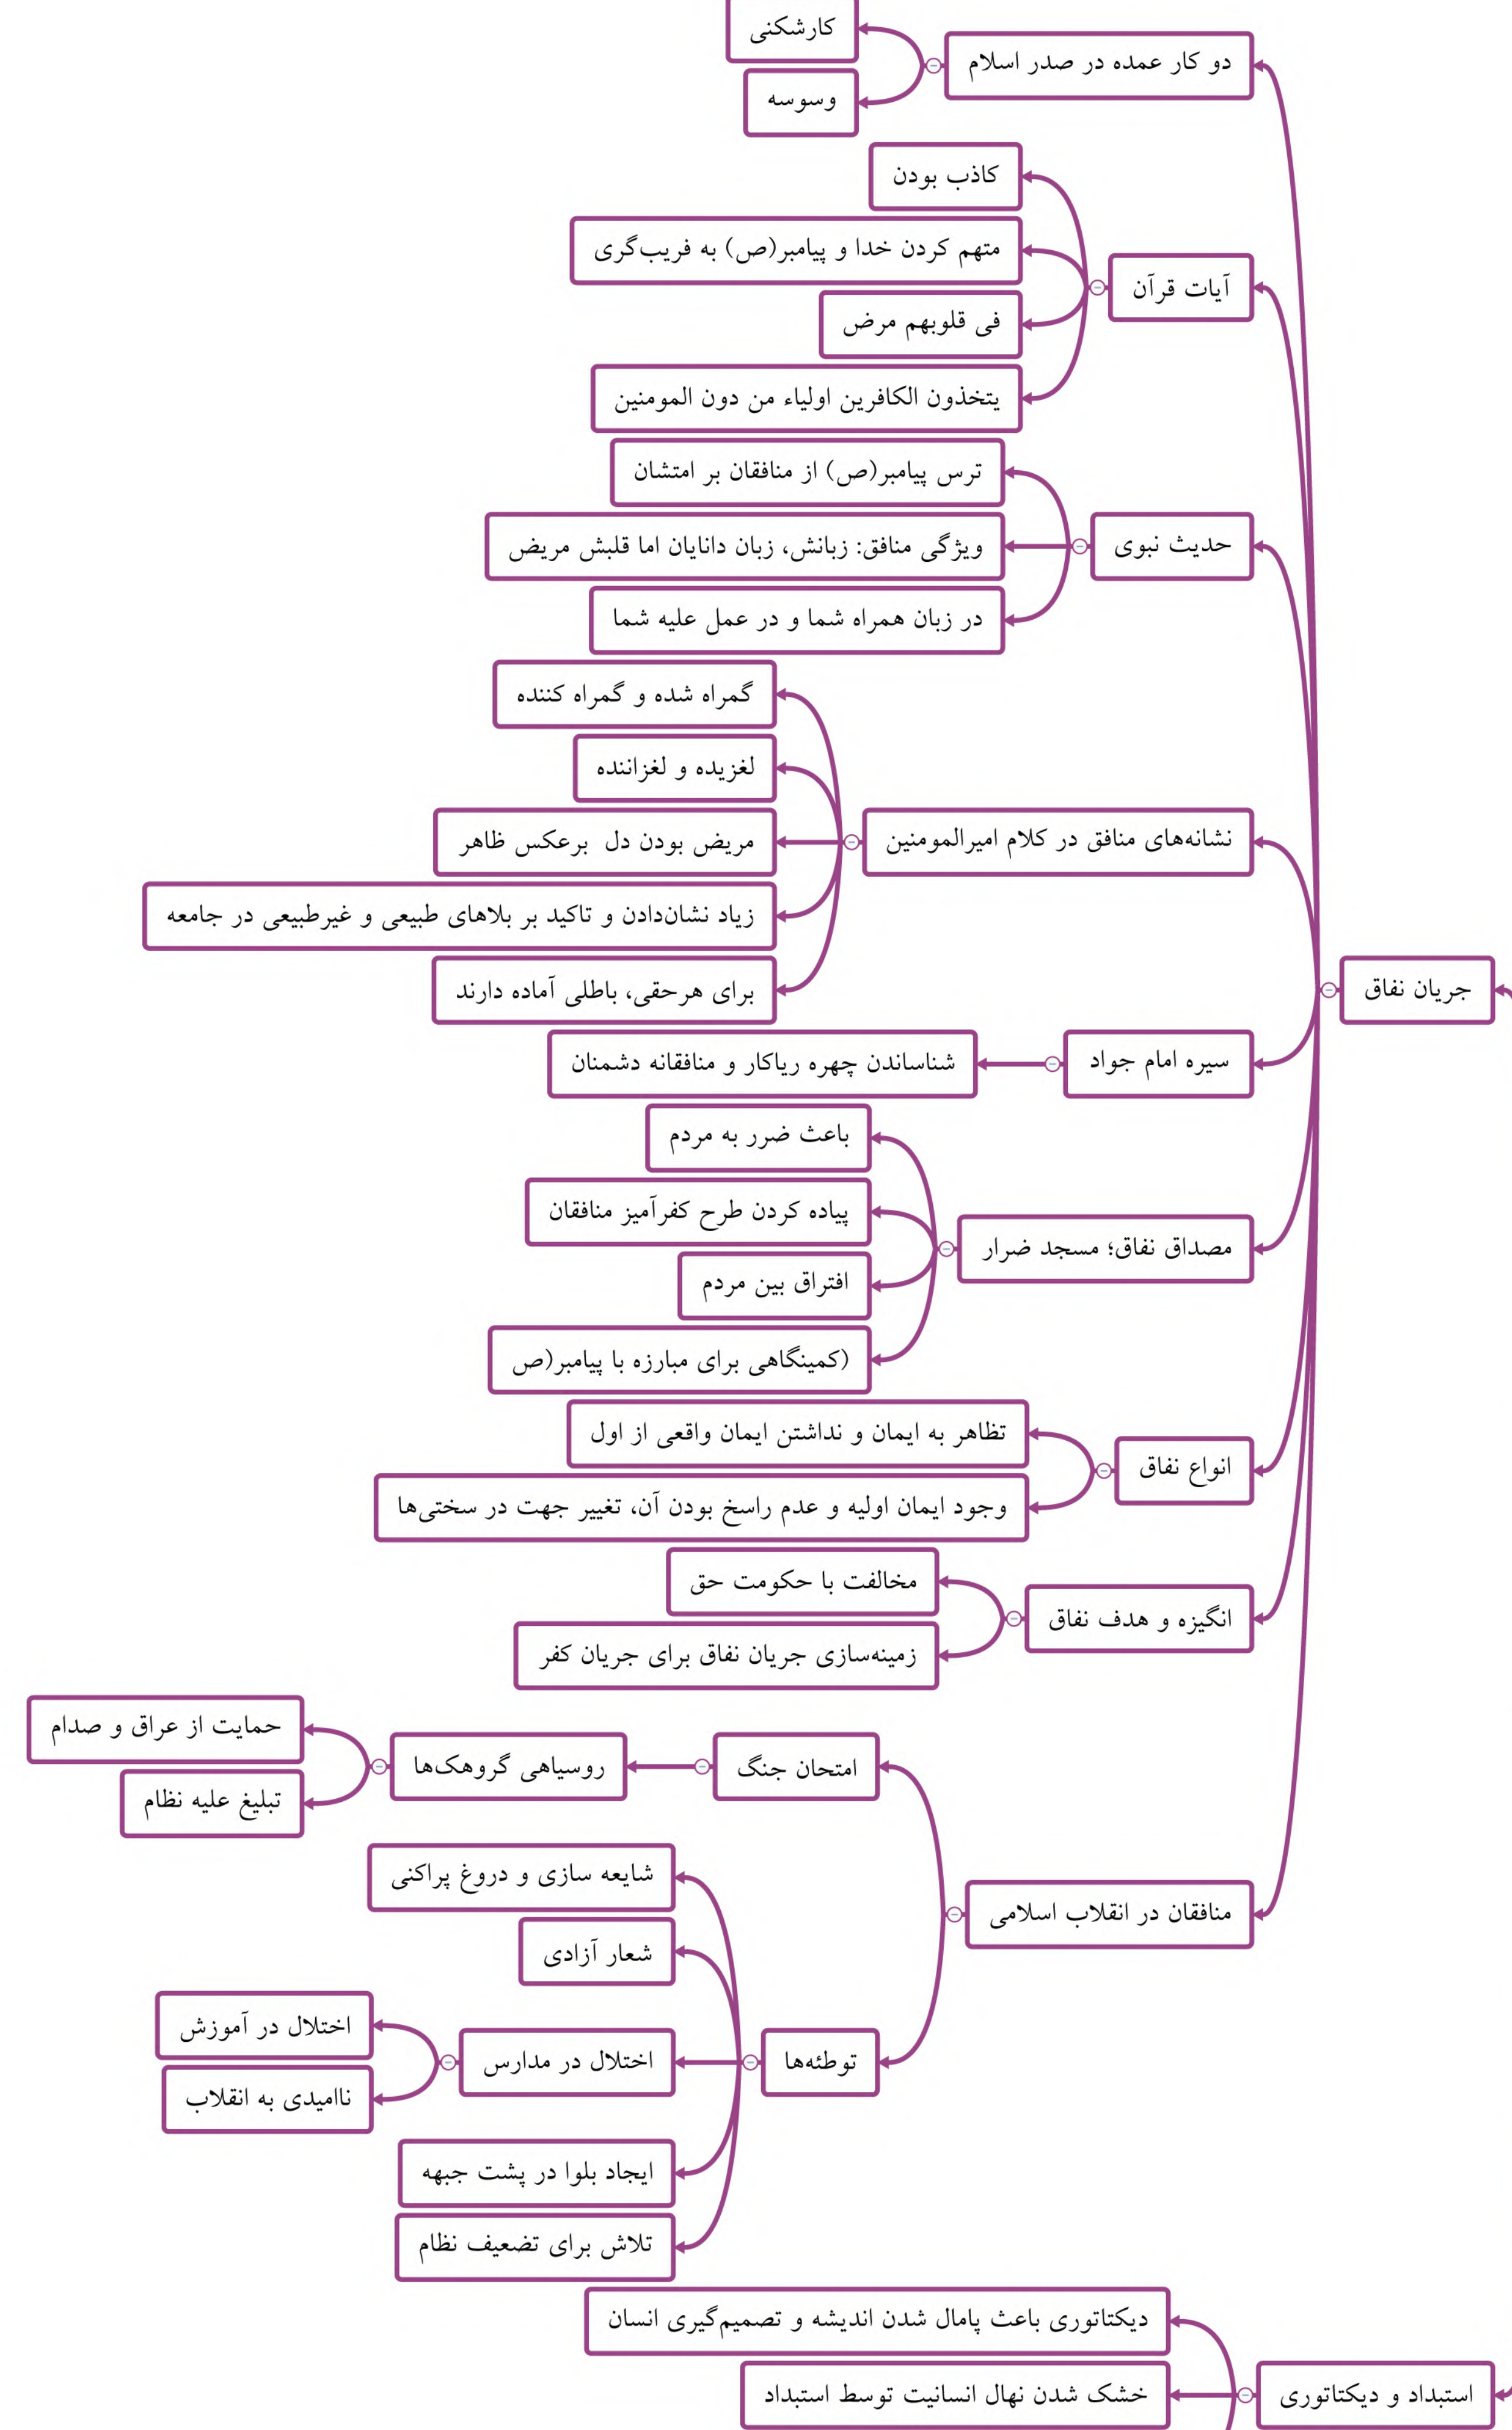 جریان نفاق
دو کار عمده در صدر اسلام
کارشکنی
وسوسه
آیات قرآن
کاذب بودن
متهم کردن خدا و پیامبر(ص) به فریب‌گری
فی قلوبهم مرض
یتخذون الکافرین اولیاء من دون المومنین
حدیث نبوی
ترس پیامبر(ص) از منافقان بر امتشان
ویژگی منافق: زبانش، زبان دانایان اما قلبش مریض
در زبان همراه شما و در عمل علیه شما
نشانه‌های منافق در کلام امیرالمومنین
گمراه شده و گمراه کننده
لغزیده و لغزاننده
مریض بودن دل برعکس ظاهر
زیاد نشان‌دادن و تاکید بر بلاهای طبیعی و غیرطبیعی در جامعه
برای هرحقی، باطلی آماده دارند
سیره امام جواد
شناساندن چهره ریاکار و منافقانه دشمنان
مصداق نفاق؛ مسجد ضرار
باعث ضرر به مردم
پیاده کردن طرح کفرآمیز منافقان
افتراق بین مردم
(کمینگاهی برای مبارزه با پیامبر(ص
انواع نفاق
تظاهر به ایمان و نداشتن ایمان واقعی از اول
وجود ایمان اولیه و عدم راسخ بودن آن، تغییر جهت در سختی‌ها
انگیزه و هدف نفاق
مخالفت با حکومت حق
زمینه‌سازی جریان نفاق برای جریان کفر
منافقان در انقلاب اسلامی
امتحان جنگ
روسیاهی گروهک‌ها
حمایت از عراق و صدام
تبلیغ علیه نظام
توطئه‌ها
شایعه سازی و دروغ پراکنی
شعار آزادی
اختلال در مدارس
اختلال در آموزش
ناامیدی به انقلاب
ایجاد بلوا در پشت جبهه
تلاش برای تضعیف نظام
استبداد و دیکتاتوری
دیکتاتوری باعث پامال شدن اندیشه و تصمیم‌گیری انسان
خشک شدن نهال انسانیت توسط استبداد